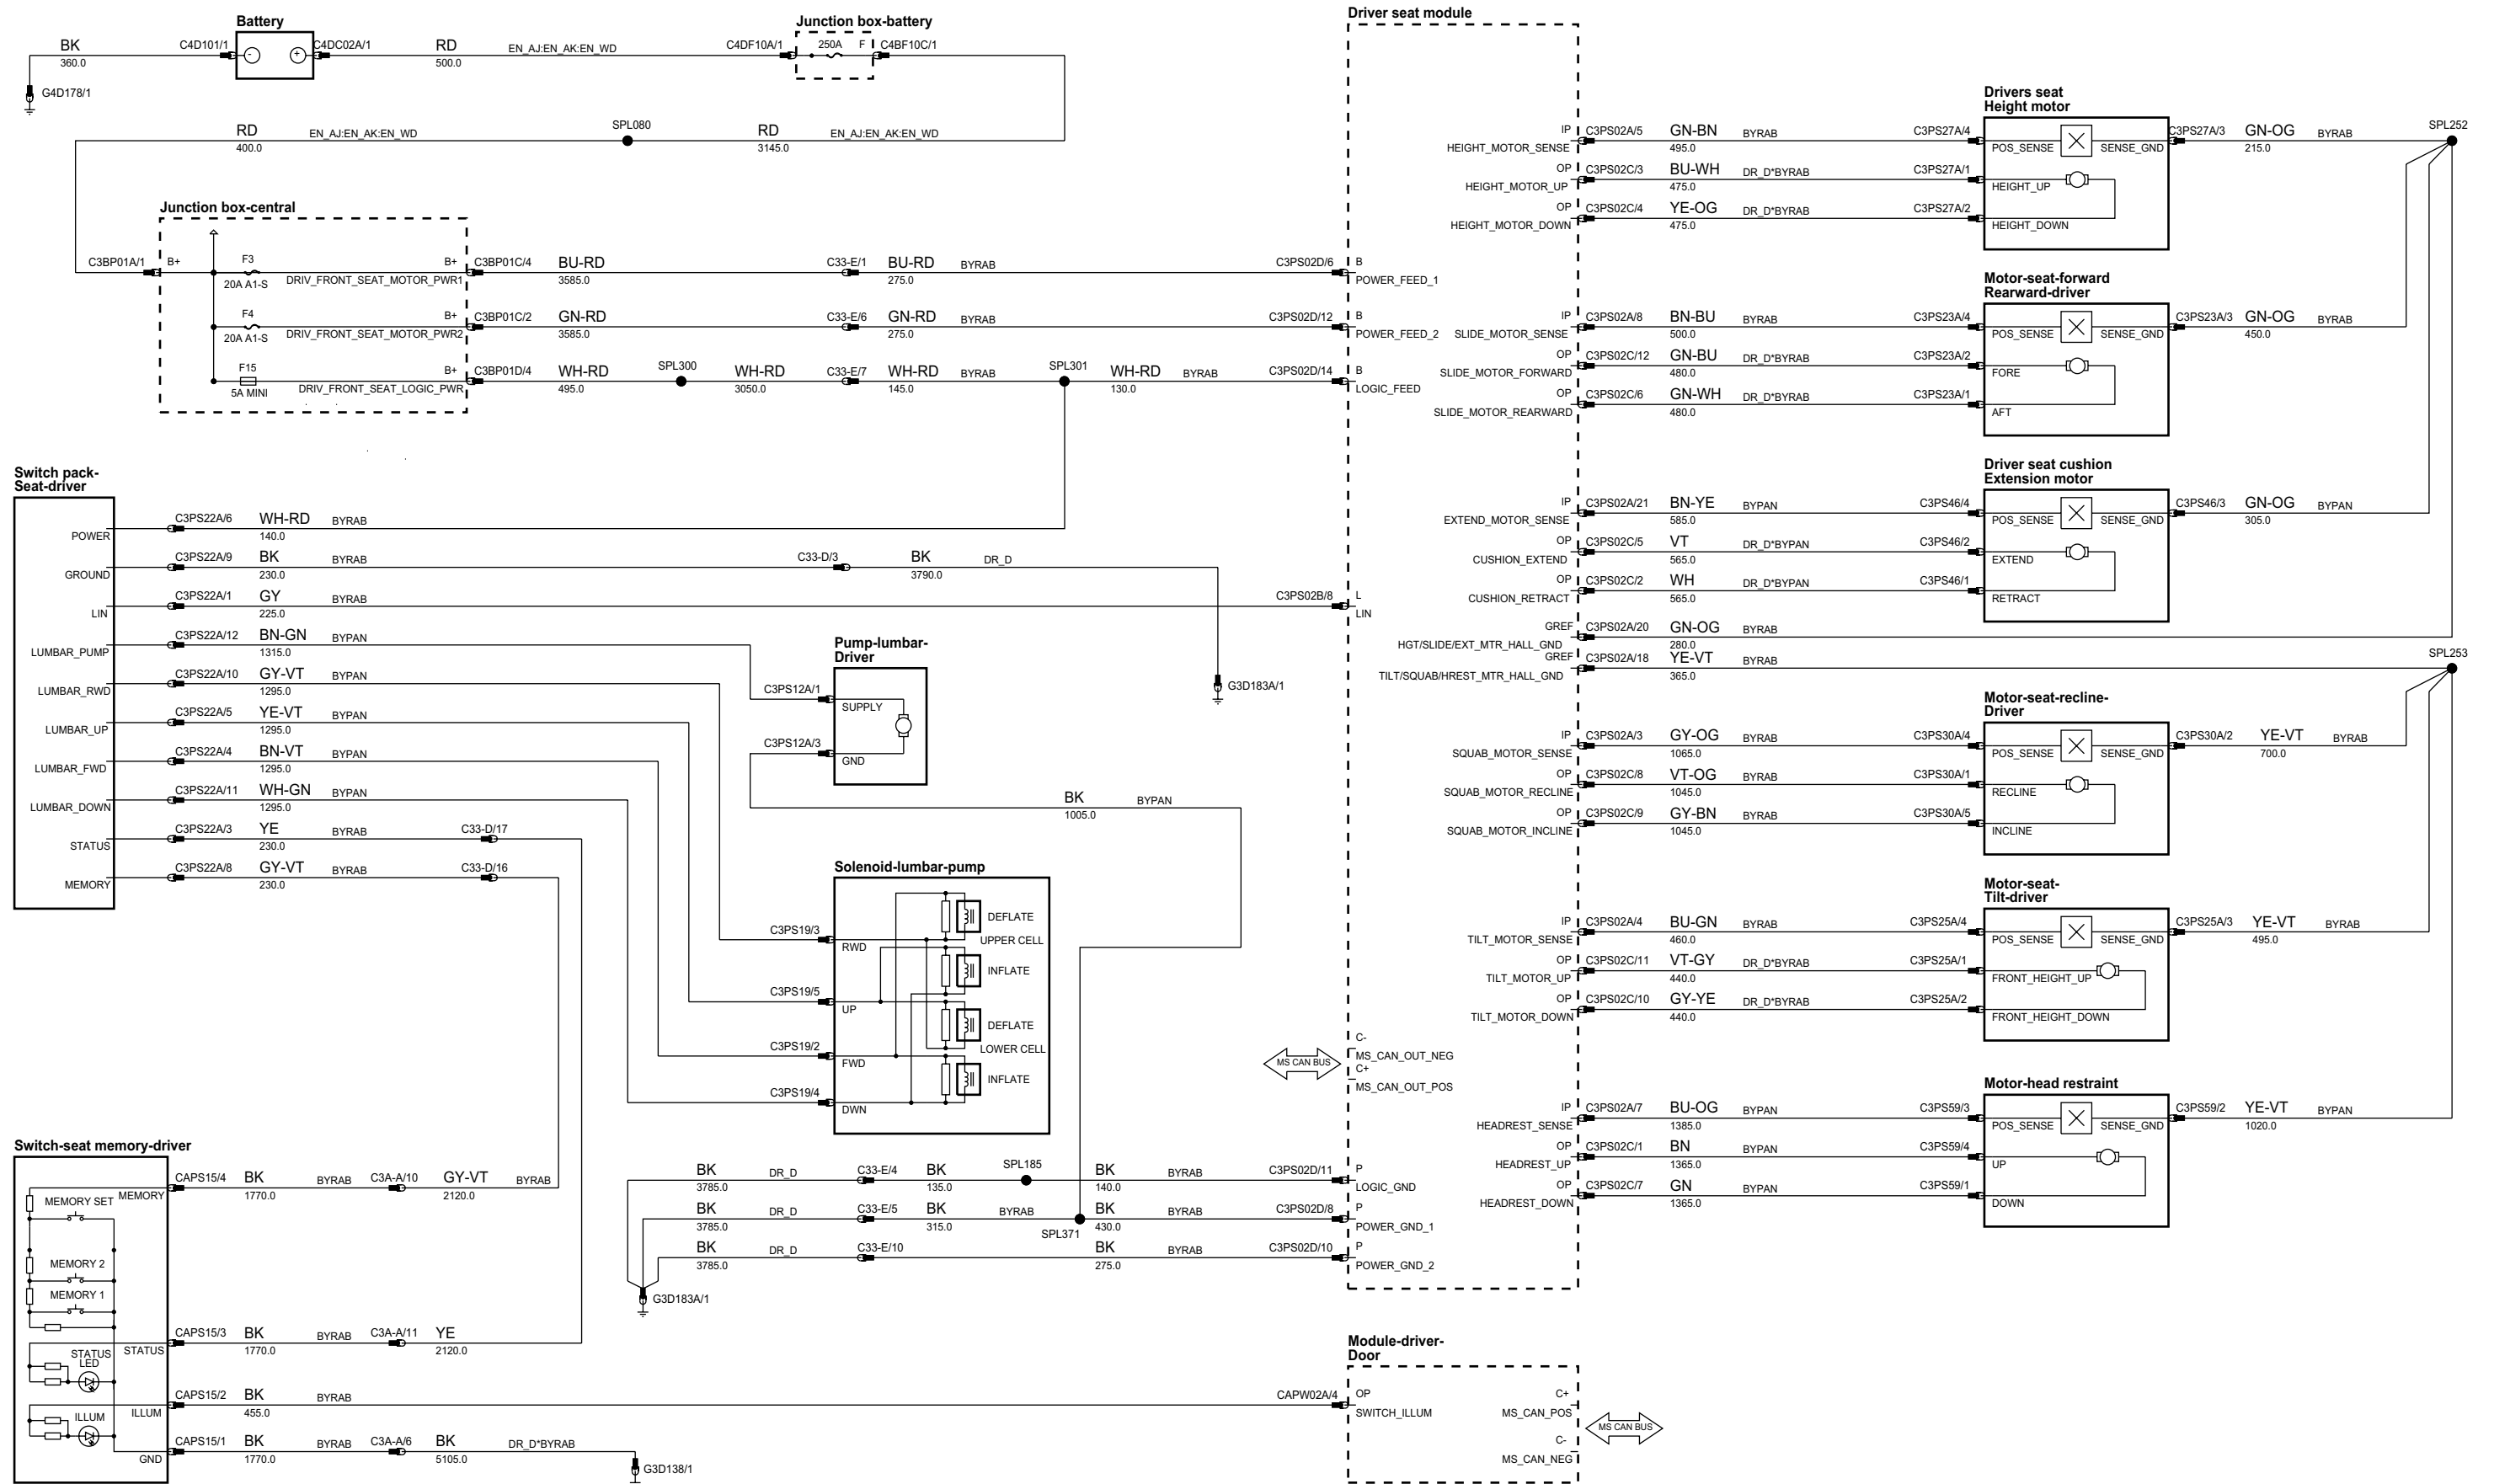 Battery
BK
360.0
C4D101/1
-
+
C4DC02A/1
RD
500.0
EN_AJ:EN_AK:EN_WD
G4D178/1
Junction box-battery
C4DF10A/1
250A
F
C4BF10C/1
RD
400.0
EN_AJ:EN_AK:EN_WD
SPL080
RD
3145.0
EN_AJ:EN_AK:EN_WD
Junction box-central
C3BP01A/1
B+
F3
20A A1-S
B+
DRIV_FRONT_SEAT_MOTOR_PWR1
C3BP01C/4
BU-RD
3585.0
C33-E/1
BU-RD
275.0
BYRAB
C3PS02D/6
F4
20A A1-S
B+
DRIV_FRONT_SEAT_MOTOR_PWR2
C3BP01C/2
GN-RD
3585.0
C33-E/6
GN-RD
275.0
BYRAB
C3PS02D/12
F15
5A MINI
B+
DRIV_FRONT_SEAT_LOGIC_PWR
C3BP01D/4
WH-RD
495.0
SPL300
WH-RD
3050.0
C33-E/7
WH-RD
145.0
BYRAB
SPL301
WH-RD
130.0
BYRAB
C3PS02D/14
Switch pack-
Seat-driver
POWER
C3PS22A/6
WH-RD
140.0
BYRAB
GROUND
C3PS22A/9
BK
230.0
BYRAB
C33-D/3
BK
3790.0
DR_D
G3D183A/1
LIN
C3PS22A/1
GY
225.0
BYRAB
C3PS02B/8
LUMBAR_PUMP
C3PS22A/12
BN-GN
1315.0
BYPAN
LUMBAR_RWD
C3PS22A/10
GY-VT
1295.0
BYPAN
LUMBAR_UP
C3PS22A/5
YE-VT
1295.0
BYPAN
LUMBAR_FWD
C3PS22A/4
BN-VT
1295.0
BYPAN
LUMBAR_DOWN
C3PS22A/11
WH-GN
1295.0
BYPAN
STATUS
C3PS22A/3
YE
230.0
BYRAB
C33-D/17
MEMORY
C3PS22A/8
GY-VT
230.0
BYRAB
C33-D/16
Pump-lumbar-
Driver
C3PS12A/1
SUPPLY
C3PS12A/3
GND
BK
1005.0
BYPAN
Solenoid-lumbar-pump
C3PS19/3
RWD
C3PS19/5
UP
C3PS19/2
FWD
C3PS19/4
DWN
DEFLATE
UPPER CELL
INFLATE
DEFLATE
LOWER CELL
INFLATE
Switch-seat memory-driver
MEMORY
MEMORY SET
MEMORY 2
MEMORY 1
CAPS15/4
BK
1770.0
BYRAB
C3A-A/10
GY-VT
2120.0
BYRAB
STATUS
STATUS
LED
CAPS15/3
BK
1770.0
BYRAB
C3A-A/11
YE
2120.0
ILLUM
ILLUM
CAPS15/2
BK
455.0
BYRAB
CAPW02A/4
GND
CAPS15/1
BK
1770.0
BYRAB
C3A-A/6
BK
5105.0
DR_D*BYRAB
G3D138/1
BK
3785.0
DR_D
C33-E/4
BK
135.0
SPL185
BK
140.0
BYRAB
C3PS02D/11
BK
3785.0
DR_D
C33-E/5
BK
315.0
BYRAB
SPL371
BK
430.0
BYRAB
C3PS02D/8
BK
3785.0
DR_D
C33-E/10
BK
275.0
BYRAB
C3PS02D/10
G3D183A/1
Driver seat module
B
POWER_FEED_1
B
POWER_FEED_2
B
LOGIC_FEED
L
LIN
MS CAN BUS
C-
MS_CAN_OUT_NEG
C+
MS_CAN_OUT_POS
P
LOGIC_GND
P
POWER_GND_1
P
POWER_GND_2
IP
HEIGHT_MOTOR_SENSE
C3PS02A/5
GN-BN
495.0
BYRAB
C3PS27A/4
OP
HEIGHT_MOTOR_UP
C3PS02C/3
BU-WH
475.0
DR_D*BYRAB
C3PS27A/1
OP
HEIGHT_MOTOR_DOWN
C3PS02C/4
YE-OG
475.0
DR_D*BYRAB
C3PS27A/2
Drivers seat
Height motor
POS_SENSE
SENSE_GND
HEIGHT_UP
HEIGHT_DOWN
C3PS27A/3
GN-OG
215.0
BYRAB
SPL252
IP
SLIDE_MOTOR_SENSE
C3PS02A/8
BN-BU
500.0
BYRAB
C3PS23A/4
OP
SLIDE_MOTOR_FORWARD
C3PS02C/12
GN-BU
480.0
DR_D*BYRAB
C3PS23A/2
OP
SLIDE_MOTOR_REARWARD
C3PS02C/6
GN-WH
480.0
DR_D*BYRAB
C3PS23A/1
Motor-seat-forward
Rearward-driver
POS_SENSE
SENSE_GND
FORE
AFT
C3PS23A/3
GN-OG
450.0
BYRAB
IP
EXTEND_MOTOR_SENSE
C3PS02A/21
BN-YE
585.0
BYPAN
C3PS46/4
OP
CUSHION_EXTEND
C3PS02C/5
VT
565.0
DR_D*BYPAN
C3PS46/2
OP
CUSHION_RETRACT
C3PS02C/2
WH
565.0
DR_D*BYPAN
C3PS46/1
Driver seat cushion
Extension motor
POS_SENSE
SENSE_GND
EXTEND
RETRACT
C3PS46/3
GN-OG
305.0
BYPAN
GREF
HGT/SLIDE/EXT_MTR_HALL_GND
C3PS02A/20
GN-OG
280.0
BYRAB
GREF
TILT/SQUAB/HREST_MTR_HALL_GND
C3PS02A/18
YE-VT
365.0
BYRAB
SPL253
IP
SQUAB_MOTOR_SENSE
C3PS02A/3
GY-OG
1065.0
BYRAB
C3PS30A/4
OP
SQUAB_MOTOR_RECLINE
C3PS02C/8
VT-OG
1045.0
BYRAB
C3PS30A/1
OP
SQUAB_MOTOR_INCLINE
C3PS02C/9
GY-BN
1045.0
BYRAB
C3PS30A/5
Motor-seat-recline-
Driver
POS_SENSE
SENSE_GND
RECLINE
INCLINE
C3PS30A/2
YE-VT
700.0
BYRAB
IP
TILT_MOTOR_SENSE
C3PS02A/4
BU-GN
460.0
BYRAB
C3PS25A/4
OP
TILT_MOTOR_UP
C3PS02C/11
VT-GY
440.0
DR_D*BYRAB
C3PS25A/1
OP
TILT_MOTOR_DOWN
C3PS02C/10
GY-YE
440.0
DR_D*BYRAB
C3PS25A/2
Motor-seat-
Tilt-driver
POS_SENSE
SENSE_GND
FRONT_HEIGHT_UP
FRONT_HEIGHT_DOWN
C3PS25A/3
YE-VT
495.0
BYRAB
IP
HEADREST_SENSE
C3PS02A/7
BU-OG
1385.0
BYPAN
C3PS59/3
OP
HEADREST_UP
C3PS02C/1
BN
1365.0
BYPAN
C3PS59/4
OP
HEADREST_DOWN
C3PS02C/7
GN
1365.0
BYPAN
C3PS59/1
Motor-head restraint
POS_SENSE
SENSE_GND
UP
DOWN
C3PS59/2
YE-VT
1020.0
BYPAN
Module-driver-
Door
OP
SWITCH_ILLUM
C+
MS_CAN_POS
C-
MS_CAN_NEG
MS CAN BUS